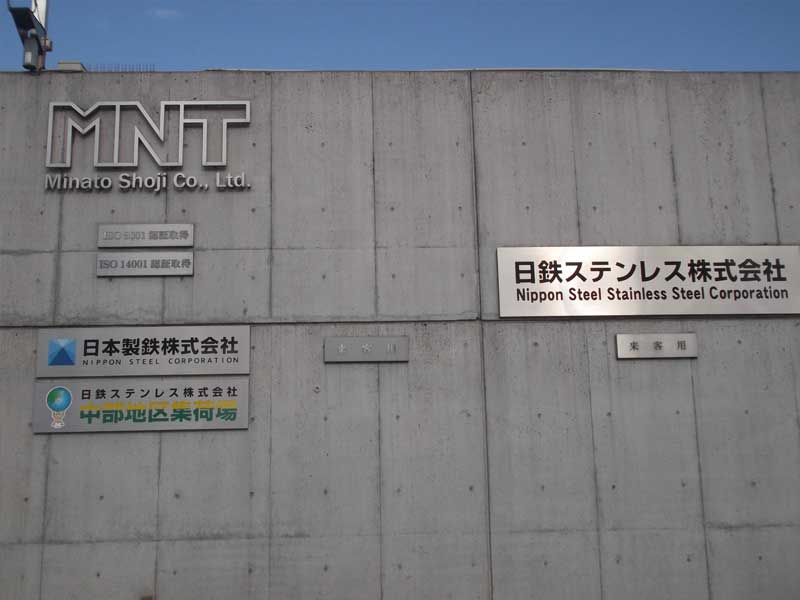 MNT
Minato Shoji Co., Ltd.
ISO 9001 認証取得
ISO 14001 認証取得
日本製鉄株式会社
NIPPON STEEL CORPORATION
日鉄ステンレス株式会社
中部地区集荷場
来客用
日鉄ステンレス株式会社
Nippon Steel Stainless Steel Corporation
来客用